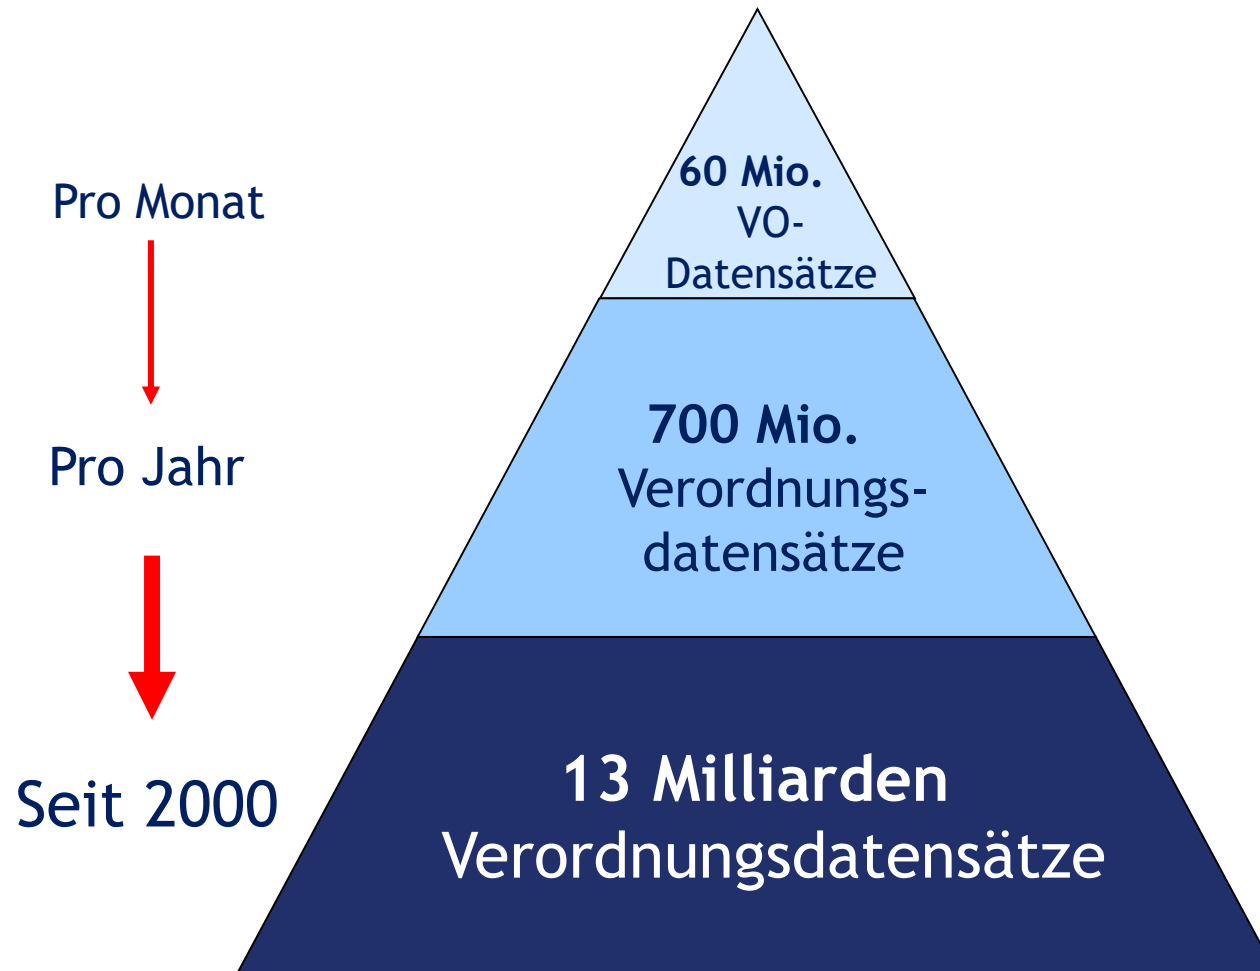 Pro Monat
60 Mio.
VO-
Datensätze
Pro Jahr
700 Mio.
Verordnungs-
datensätze
Seit 2000
13 Milliarden
Verordnungsdatensätze